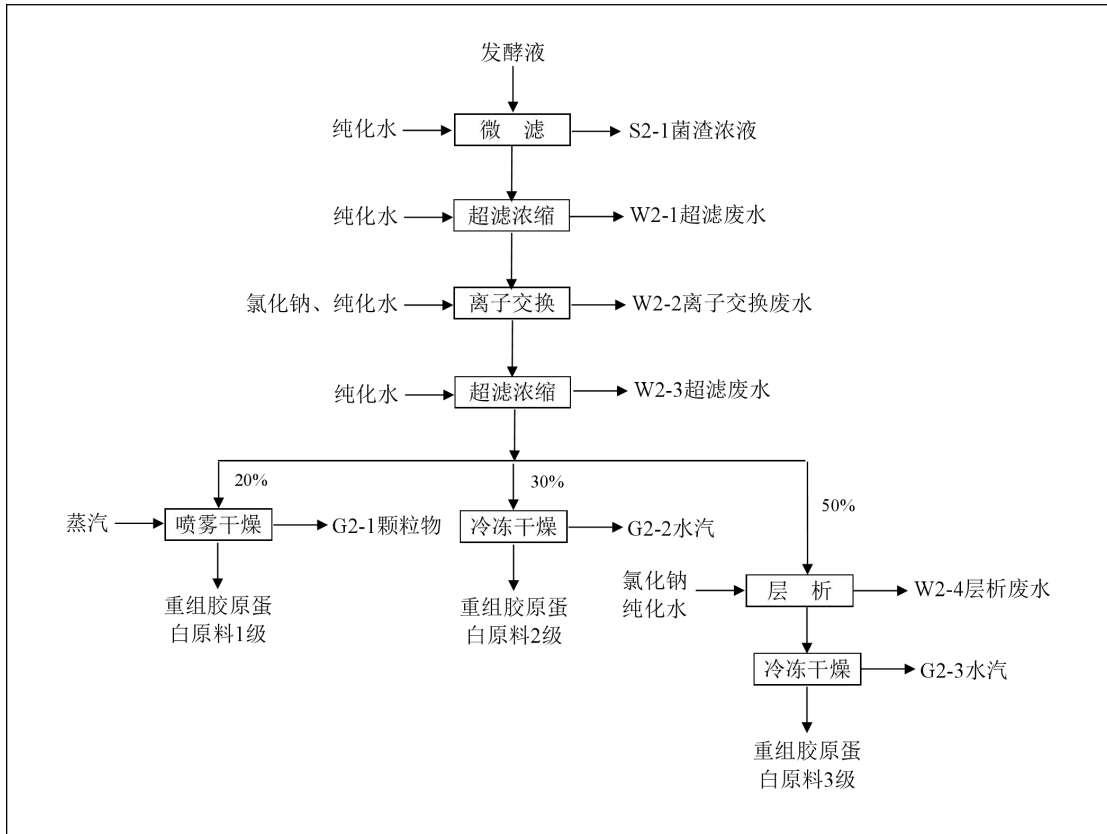 发酵液
纯化水
微 滤
S2-1菌渣浓液
纯化水
超滤浓缩
W2-1超滤废水
氯化钠、纯化水
离子交换
W2-2离子交换废水
纯化水
超滤浓缩
W2-3超滤废水
20%
30%
50%
蒸汽
喷雾干燥
G2-1颗粒物
冷冻干燥
G2-2水汽
重组胶原蛋
白原料1级
重组胶原蛋
白原料2级
氯化钠
纯化水
层 析
W2-4层析废水
冷冻干燥
G2-3水汽
重组胶原蛋
白原料3级